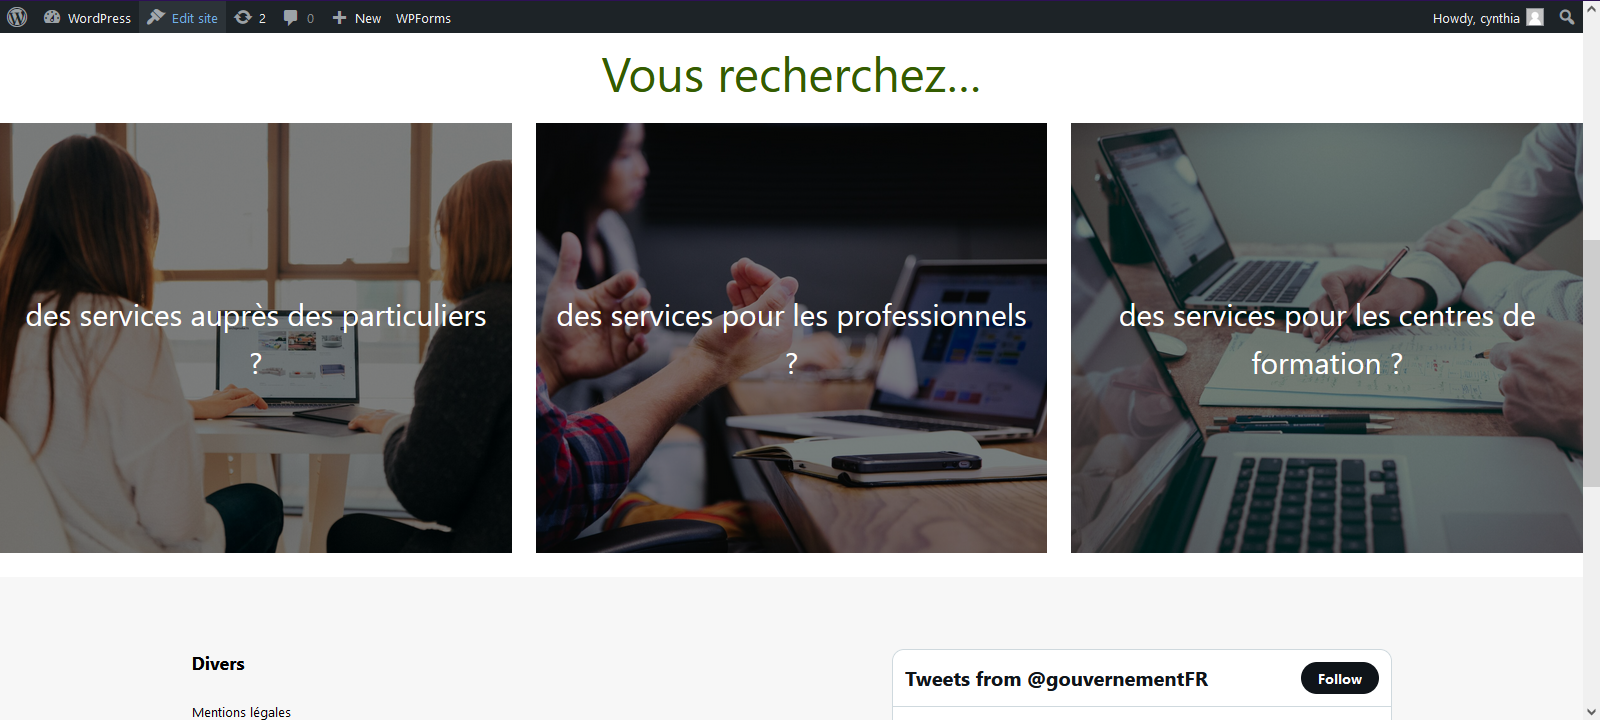 WordPress Edit site 2 0 New WPForms Howdy, cynthia
Vous recherchez...
des services auprès des particuliers
?
des services pour les professionnels
?
des services pour les centres de
formation ?
Divers
Mentions légales
Tweets from @gouvernementFR
Follow